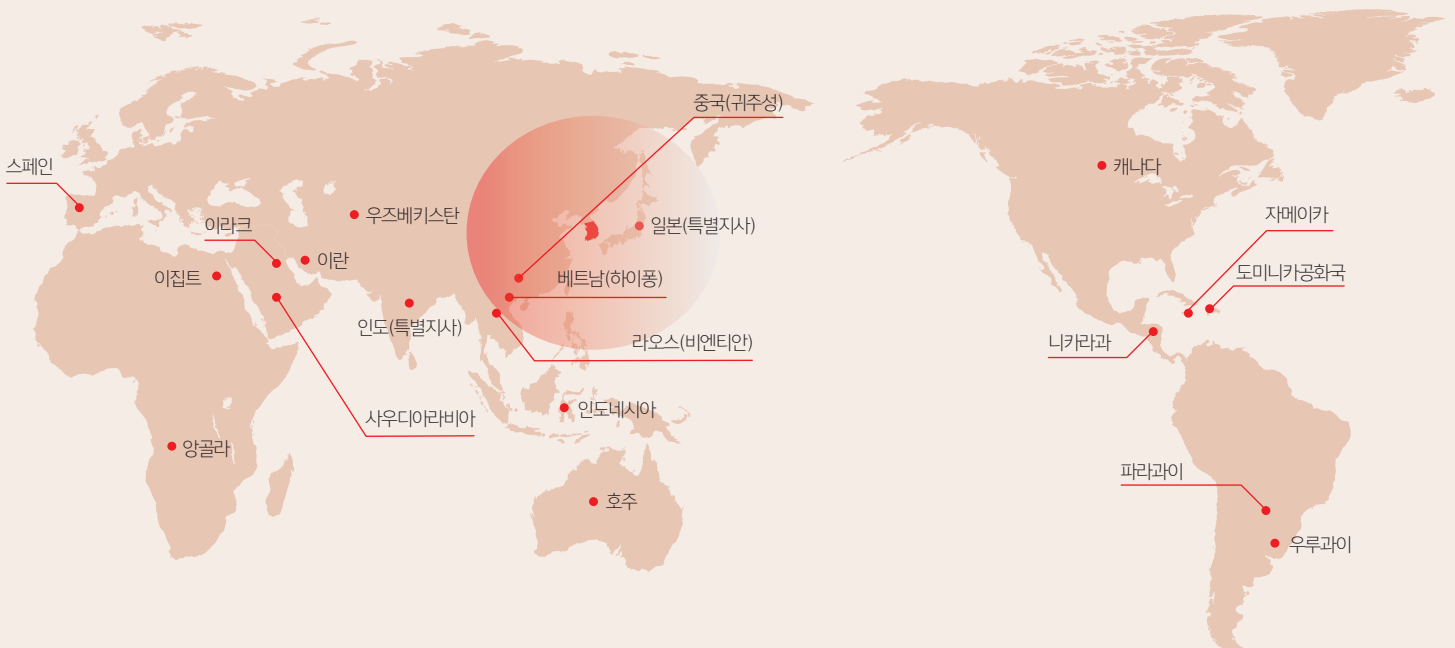 중국(귀주성)
스페인
이라크
우즈베키스탄
일본(특별지사)
이란
이집트
베트남(하이퐁)
인도(특별지사)
라오스(비엔티안)
사우디아라비아
인도네시아
앙골라
호주
캐나다
자메이카
도미니카공화국
니카라과
파라과이
우루과이